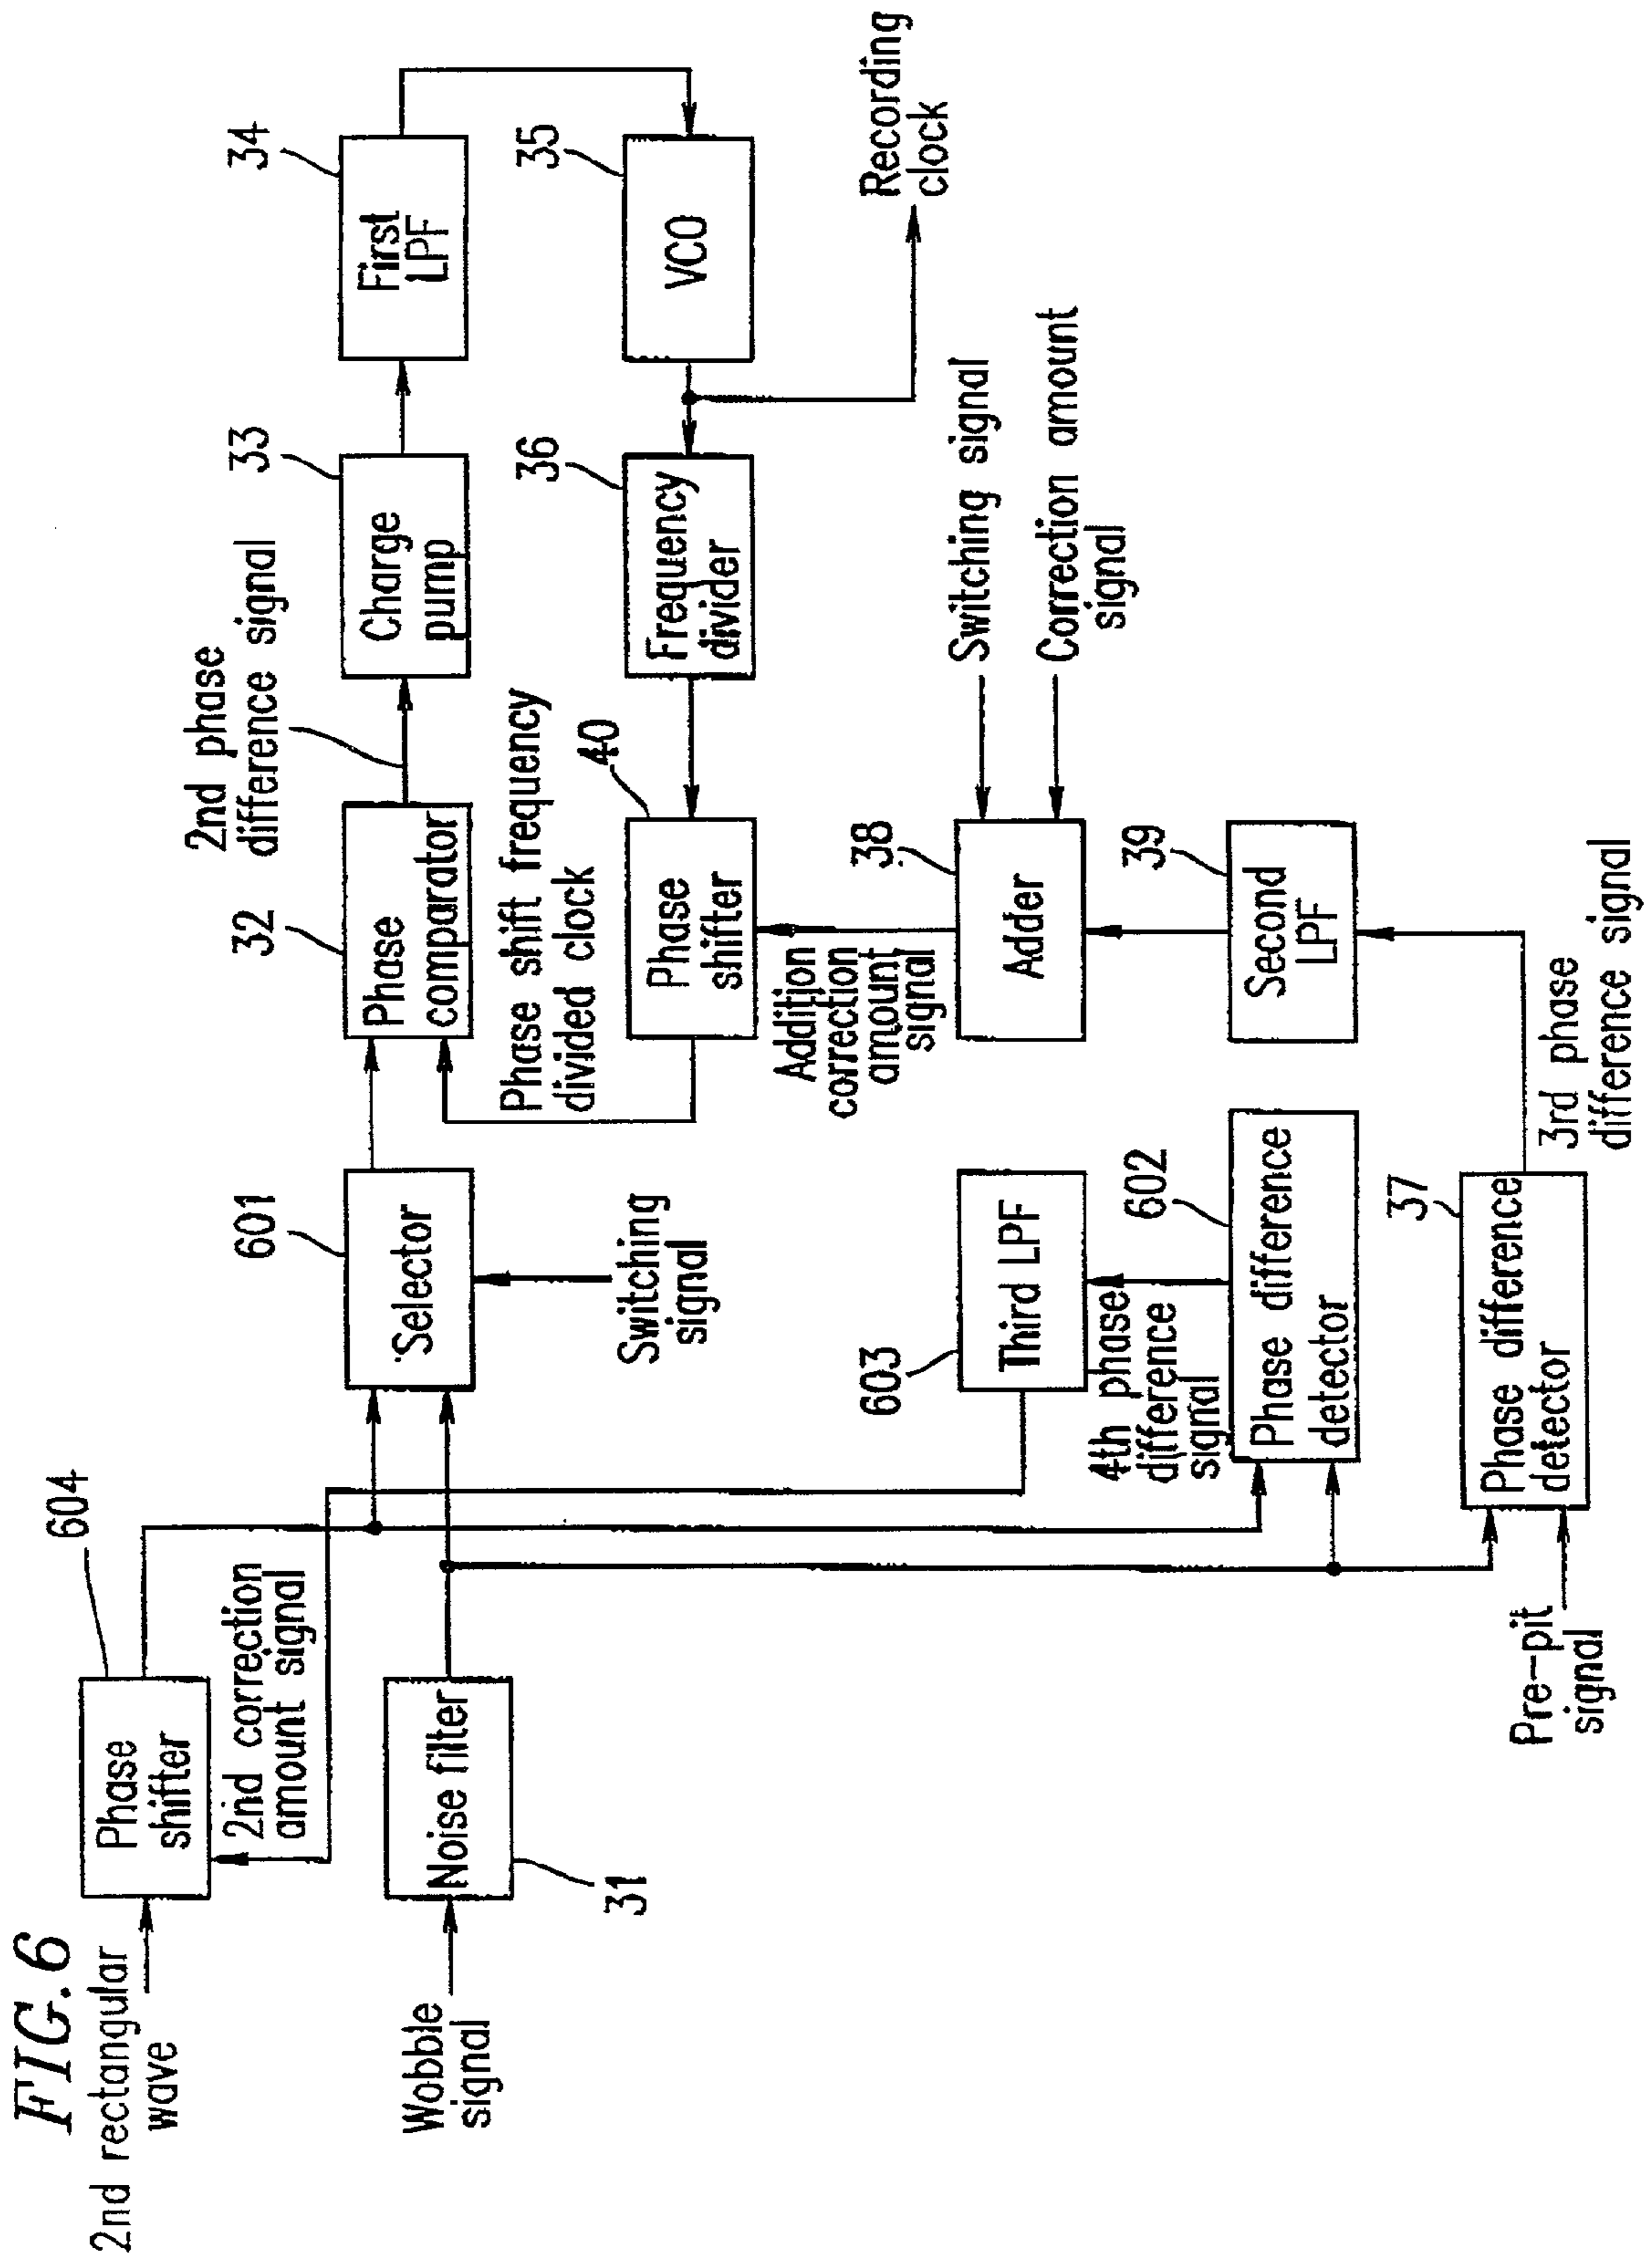 FIG.6
2nd rectangular
wave
Phase
shifter
604
2nd correction
amount signal
Wobble
signal
Noise filter
31
Selector
601
Switching
signal
Phase
comparator
32
2nd phase
difference signal
Charge
pump
33
First
LPF
34
VCO
35
Recording
clock
Frequency
divider
36
Phase
shifter
40
Phase shift frequency
divided clock
Addition
correction
amount
signal
Adder
38
Switching signal
Correction amount
signal
Second
LPF
39
Third LPF
603
4th phase
difference
signal
Phase difference
detector
602
Phase difference
detector
37
3rd phase
difference signal
Pre-pit
signal